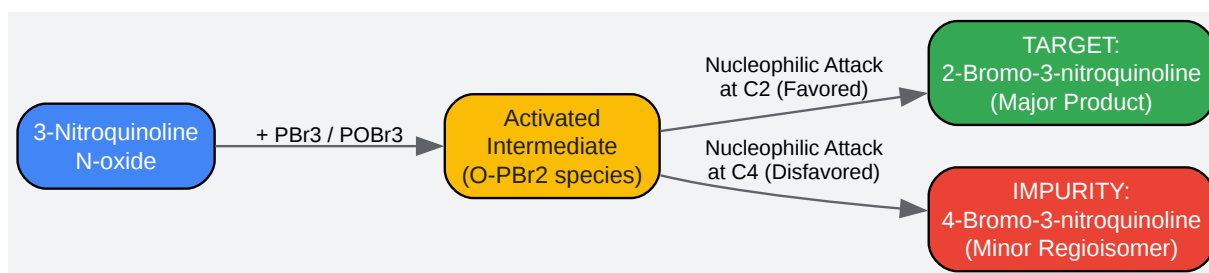 3-Nitroquinoline
N-oxide
+ PBr3 / POBr3
Activated
Intermediate
(O-PBr2 species)
Nucleophilic Attack
at C2 (Favored)
Nucleophilic Attack
at C4 (Disfavored)
TARGET:
2-Bromo-3-nitroquinoline
(Major Product)
IMPURITY:
4-Bromo-3-nitroquinoline
(Minor Regioisomer)